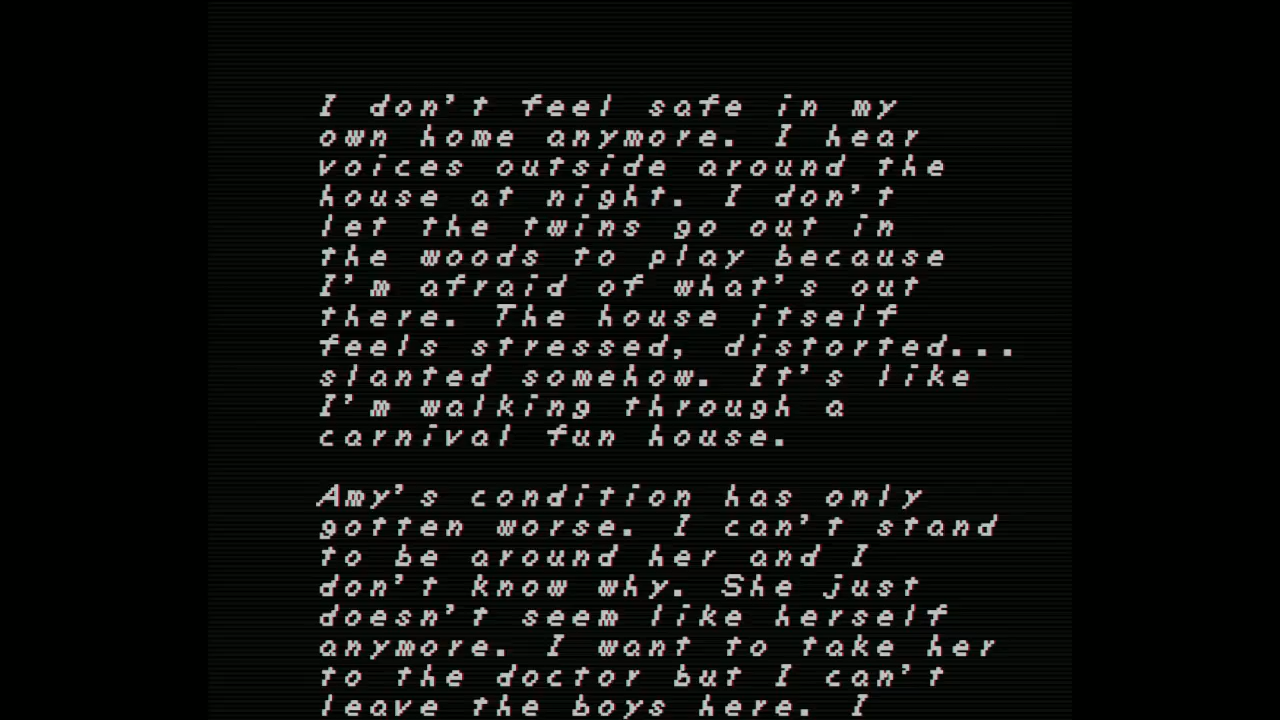 I don't feel safe in my
own home anymore. I hear
voices outside around the
house at night. I don't
let the twins go out in
the woods to play because
I'm afraid of what's out
there. The house itself
feels stressed, distorted...
slanted somehow. It's like
I'm walking through a
carnival fun house.
Amy's condition has only
gotten worse. I can't stand
to be around her and I
don't know why. She just
doesn't seem like herself
anymore. I want to take her
to the doctor but I can't
leave the boys here. I